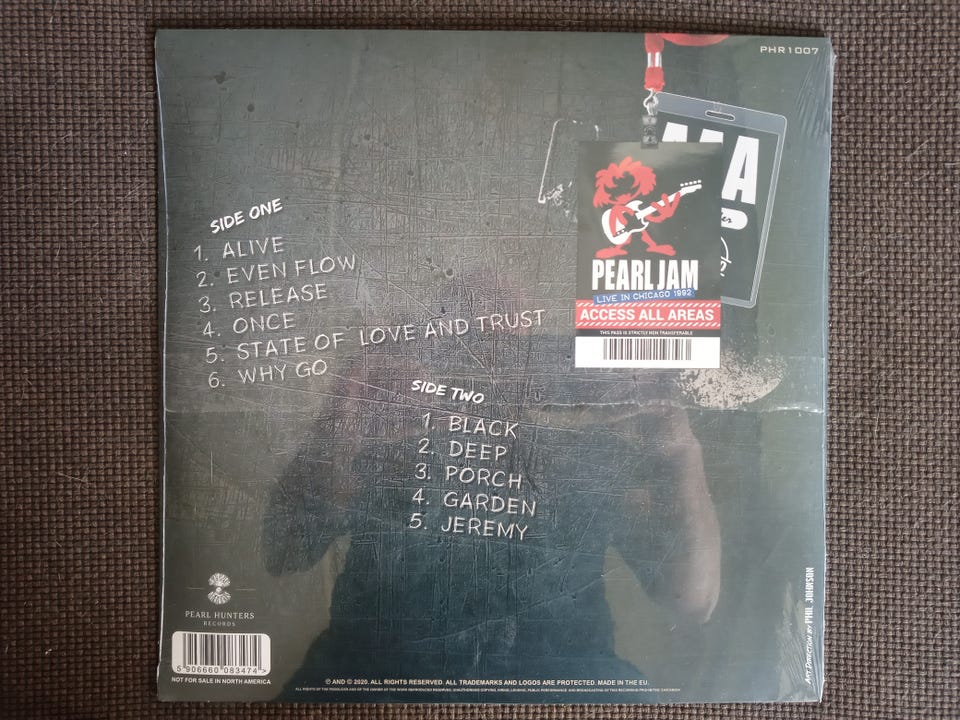 PHR1007
AAA
PEARL JAM
LIVE IN CHICAGO 1992
ACCESS ALL AREAS
THIS PASS IS STRICTLY NEN TRANSFERABLE
SIDE ONE
1. ALIVE
2. EVEN FLOW
3. RELEASE
4. ONCE
5. STATE OF LOVE AND TRUST
6. WHY GO
SIDE TWO
1. BLACK
2. DEEP
3. PORCH
4. GARDEN
5. JEREMY
PEARL HUNTERS
RECORDS
5 906660 083474 >
NOT FOR SALE IN NORTH AMERICA
℗ AND © 2020. ALL RIGHTS RESERVED. ALL TRADEMARKS AND LOGOS ARE PROTECTED. MADE IN THE EU.
ART DIRECTION BY PHIL JOHNSON